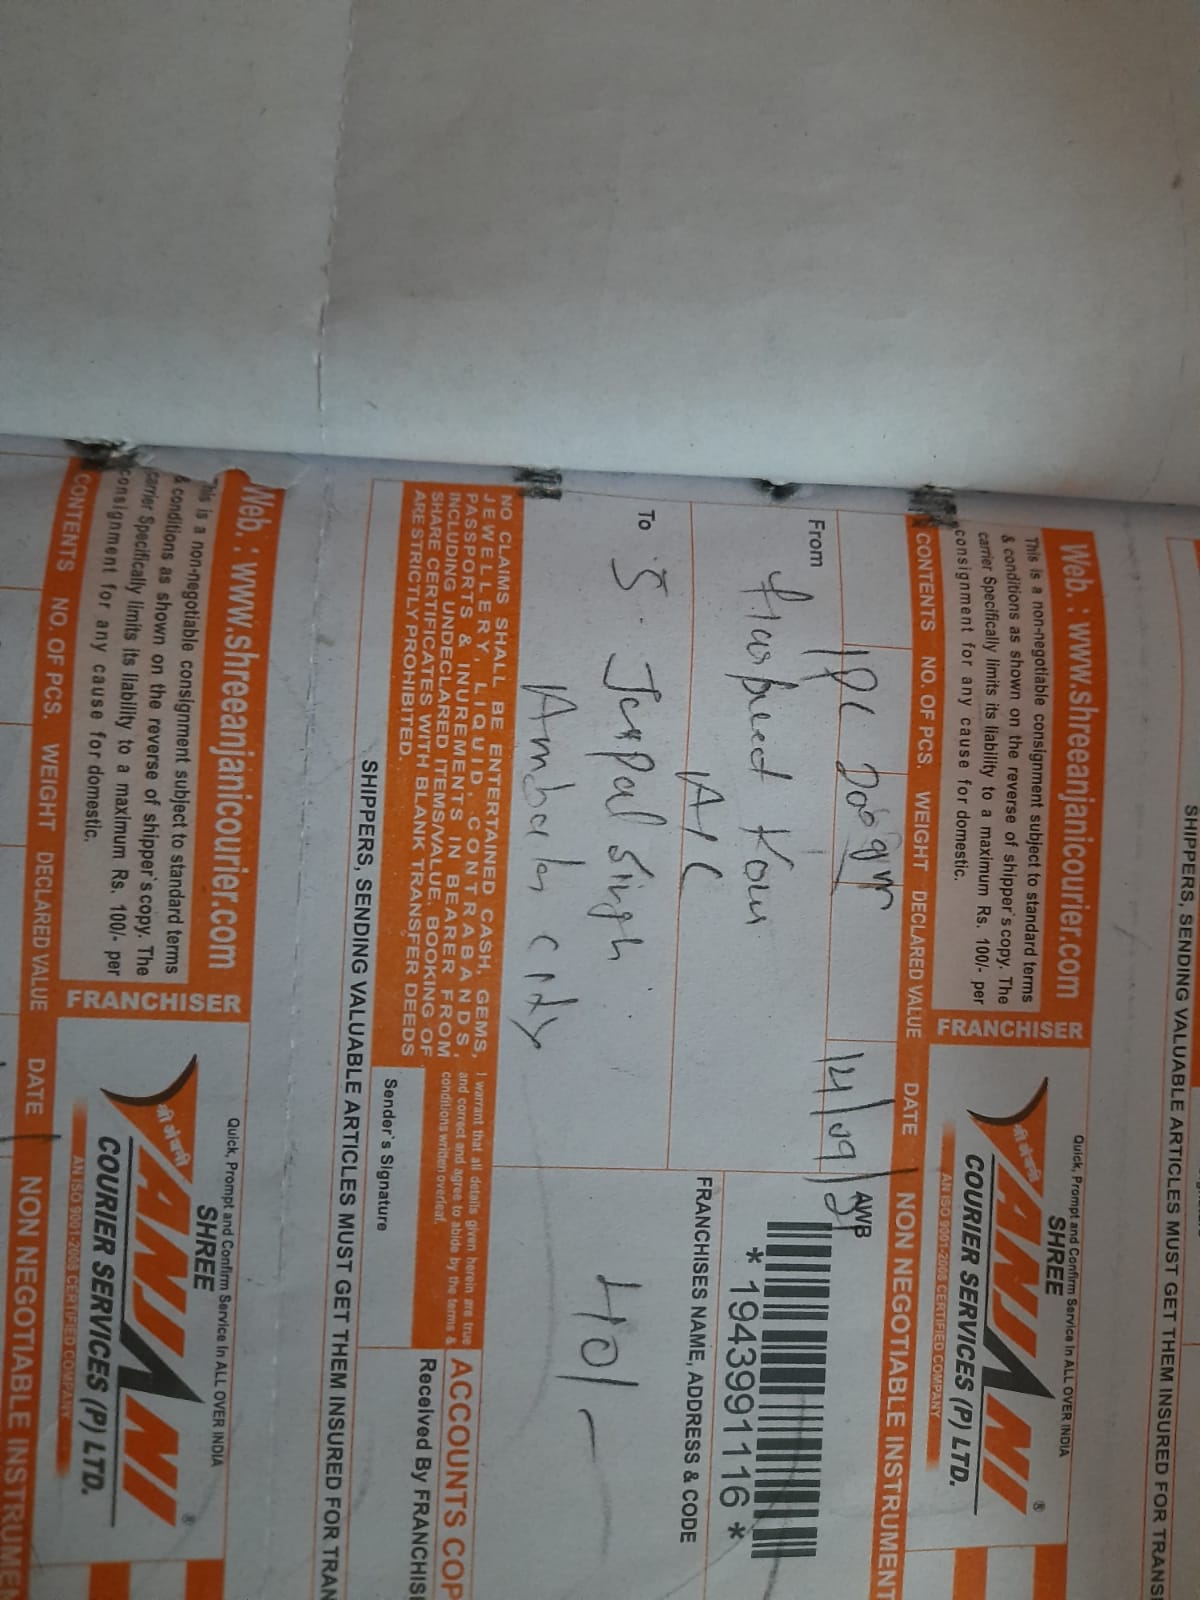 SHIPPERS, SENDING VALUABLE ARTICLES MUST GET THEM INSURED FOR TRANS
Web. : www.shreeanjanicourier.com
This is a non-negotiable consignment subject to standard terms
& conditions as shown on the reverse of shipper's copy. The
carrier Specifically limits its liability to a maximum Rs. 100/- per
consignment for any cause for domestic.
FRANCHISER
Quick, Prompt and Confirm Service In ALL OVER INDIA
SHREE
श्री अंजनी
ANJANI ®
COURIER SERVICES (P) LTD.
AN ISO 9001-2008 CERTIFIED COMPANY
CONTENTS NO. OF PCS. WEIGHT DECLARED VALUE DATE NON NEGOTIABLE INSTRUMENT
1PC 200gm 14/09/
AWB
* 1943991116 *
From
Kour
A/C
FRANCHISES NAME, ADDRESS & CODE
To S. Singh
Ambala city
40/-
NO CLAIMS SHALL BE ENTERTAINED CASH, GEMS,
JEWELLERY, LIQUID, CONTRABANDS,
PASSPORTS & INUREMENTS IN BEARER FROM
INCLUDING UNDECLARED ITEMS/VALUE. BOOKING OF
SHARE CERTIFICATES WITH BLANK TRANSFER DEEDS
ARE STRICTLY PROHIBITED.
I warrant that all details given herein are true
and correct and agree to abide by the terms &
conditions writen overleaf.
Sender's Signature
ACCOUNTS COP
Received By FRANCHIS
SHIPPERS, SENDING VALUABLE ARTICLES MUST GET THEM INSURED FOR TRAN
Web. : www.shreeanjanicourier.com
This is a non-negotiable consignment subject to standard terms
& conditions as shown on the reverse of shipper's copy. The
carrier Specifically limits its liability to a maximum Rs. 100/- per
consignment for any cause for domestic.
FRANCHISER
Quick, Prompt and Confirm Service In ALL OVER INDIA
SHREE
श्री अंजनी
ANJANI ®
COURIER SERVICES (P) LTD.
AN ISO 9001-2008 CERTIFIED COMPANY
CONTENTS NO. OF PCS. WEIGHT DECLARED VALUE DATE NON NEGOTIABLE INSTRUMEN